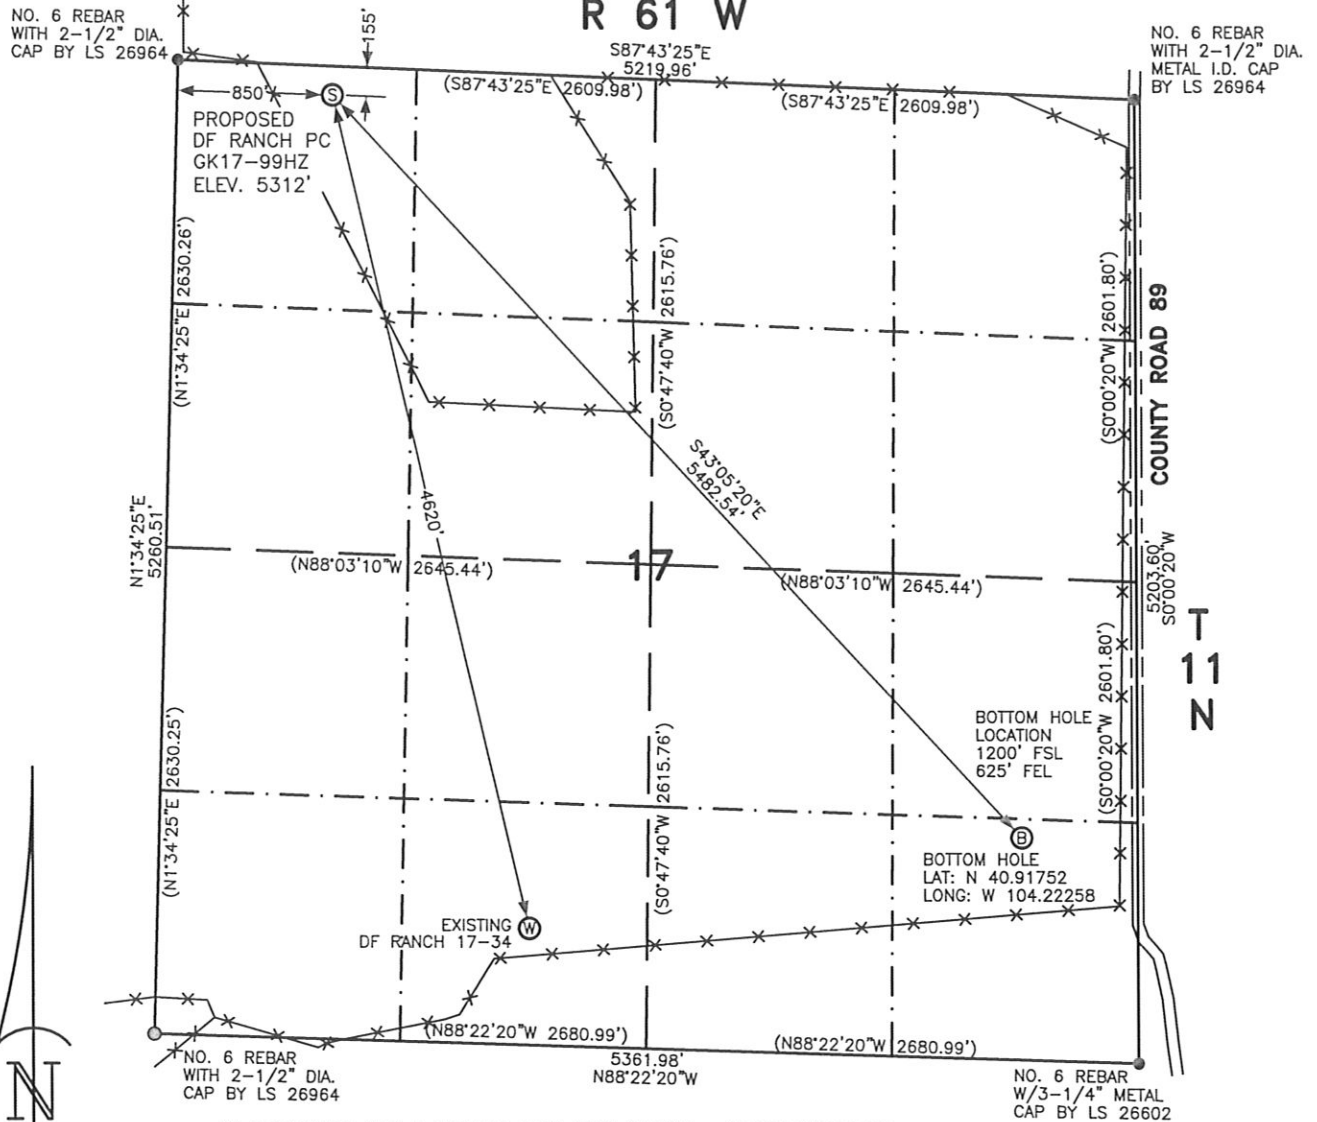 R 61 W
NO. 6 REBAR
WITH 2-1/2" DIA.
CAP BY LS 26964
155'
S87°43'25"E
5219.96'
(S87°43'25"E 2609.98')
(S87°43'25"E 2609.98')
NO. 6 REBAR
WITH 2-1/2" DIA.
METAL I.D. CAP
BY LS 26964
850'
S
PROPOSED
DF RANCH PC
GK17-99HZ
ELEV. 5312'
(N1°34'25"E 2630.26')
(S0°47'40"W 2615.76')
(S0°00'20"W 2601.80')
COUNTY ROAD 89
S43°05'20"E
5482.54'
4620'
N1°34'25"E
5260.51'
(N88°03'10"W 2645.44')
17
(N88°03'10"W 2645.44')
5203.60'
S0°00'20"W
T
11
N
(N1°34'25"E 2630.25')
(S0°47'40"W 2615.76')
(S0°00'20"W 2601.80')
BOTTOM HOLE
LOCATION
1200' FSL
625' FEL
B
BOTTOM HOLE
LAT: N 40.91752
LONG: W 104.22258
EXISTING
DF RANCH 17-34
W
(N88°22'20"W 2680.99')
(N88°22'20"W 2680.99')
5361.98'
N88°22'20"W
NO. 6 REBAR
WITH 2-1/2" DIA.
CAP BY LS 26964
NO. 6 REBAR
W/3-1/4" METAL
CAP BY LS 26602
N